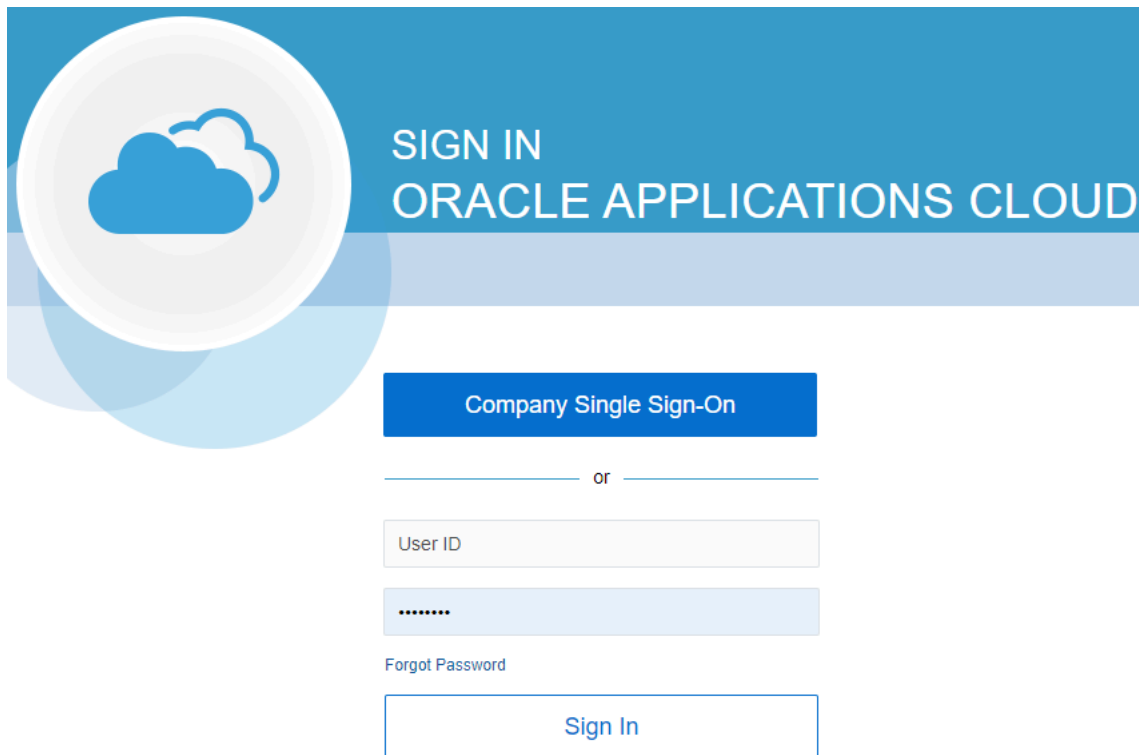 SIGN IN
ORACLE APPLICATIONS CLOUD
Company Single Sign-On
or
User ID
••••••••
Forgot Password
Sign In